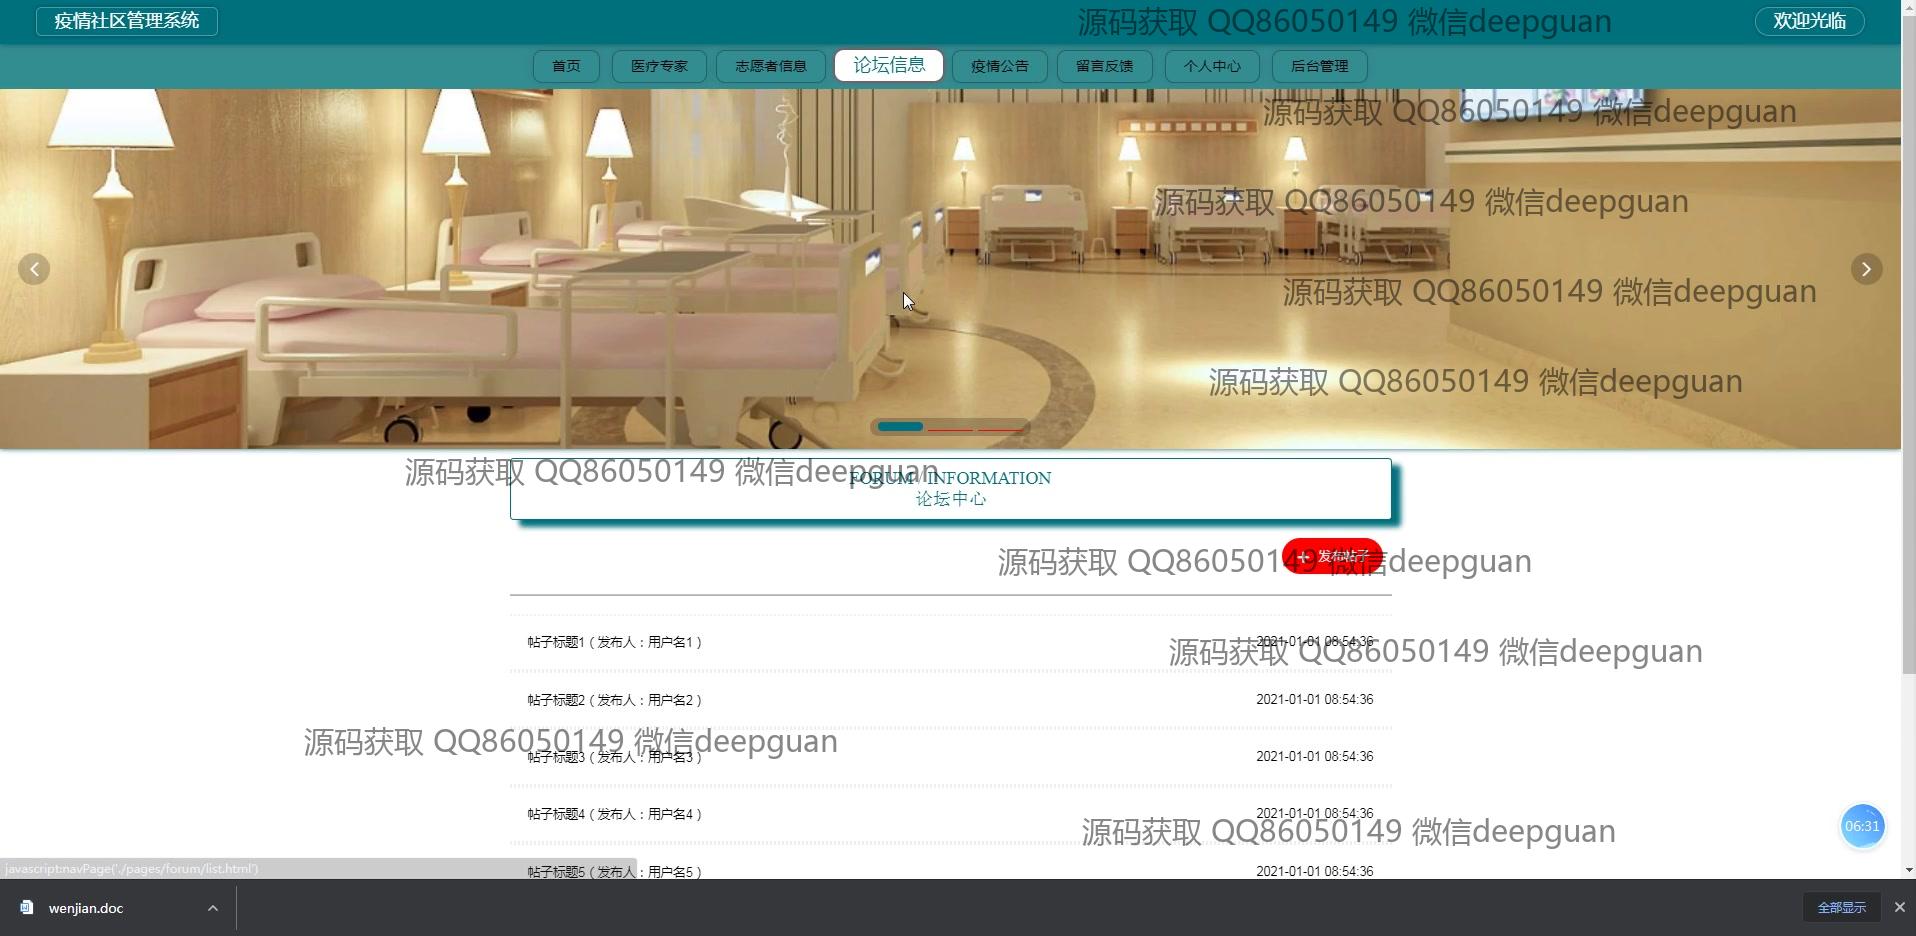 疫情社区管理系统
源码获取 QQ86050149 微信deepguan
欢迎光临
首页
医疗专家
志愿者信息
论坛信息
疫情公告
留言反馈
个人中心
后台管理
源码获取 QQ86050149 微信deepguan
源码获取 QQ86050149 微信deepguan
源码获取 QQ86050149 微信deepguan
源码获取 QQ86050149 微信deepguan
源码获取 QQ86050149 微信deepguan
FORUM / INFORMATION
论坛中心
源码获取 QQ86050149 微信deepguan
+ 发布帖子
帖子标题1（发布人：用户名1）
2021-01-01 08:54:36
源码获取 QQ86050149 微信deepguan
帖子标题2（发布人：用户名2）
2021-01-01 08:54:36
源码获取 QQ86050149 微信deepguan
帖子标题3（发布人：用户名3）
2021-01-01 08:54:36
帖子标题4（发布人：用户名4）
2021-01-01 08:54:36
源码获取 QQ86050149 微信deepguan
06:31
帖子标题5（发布人：用户名5）
2021-01-01 08:54:36
javascript:navPage('./pages/forum/list.html')
wenjian.doc
全部显示